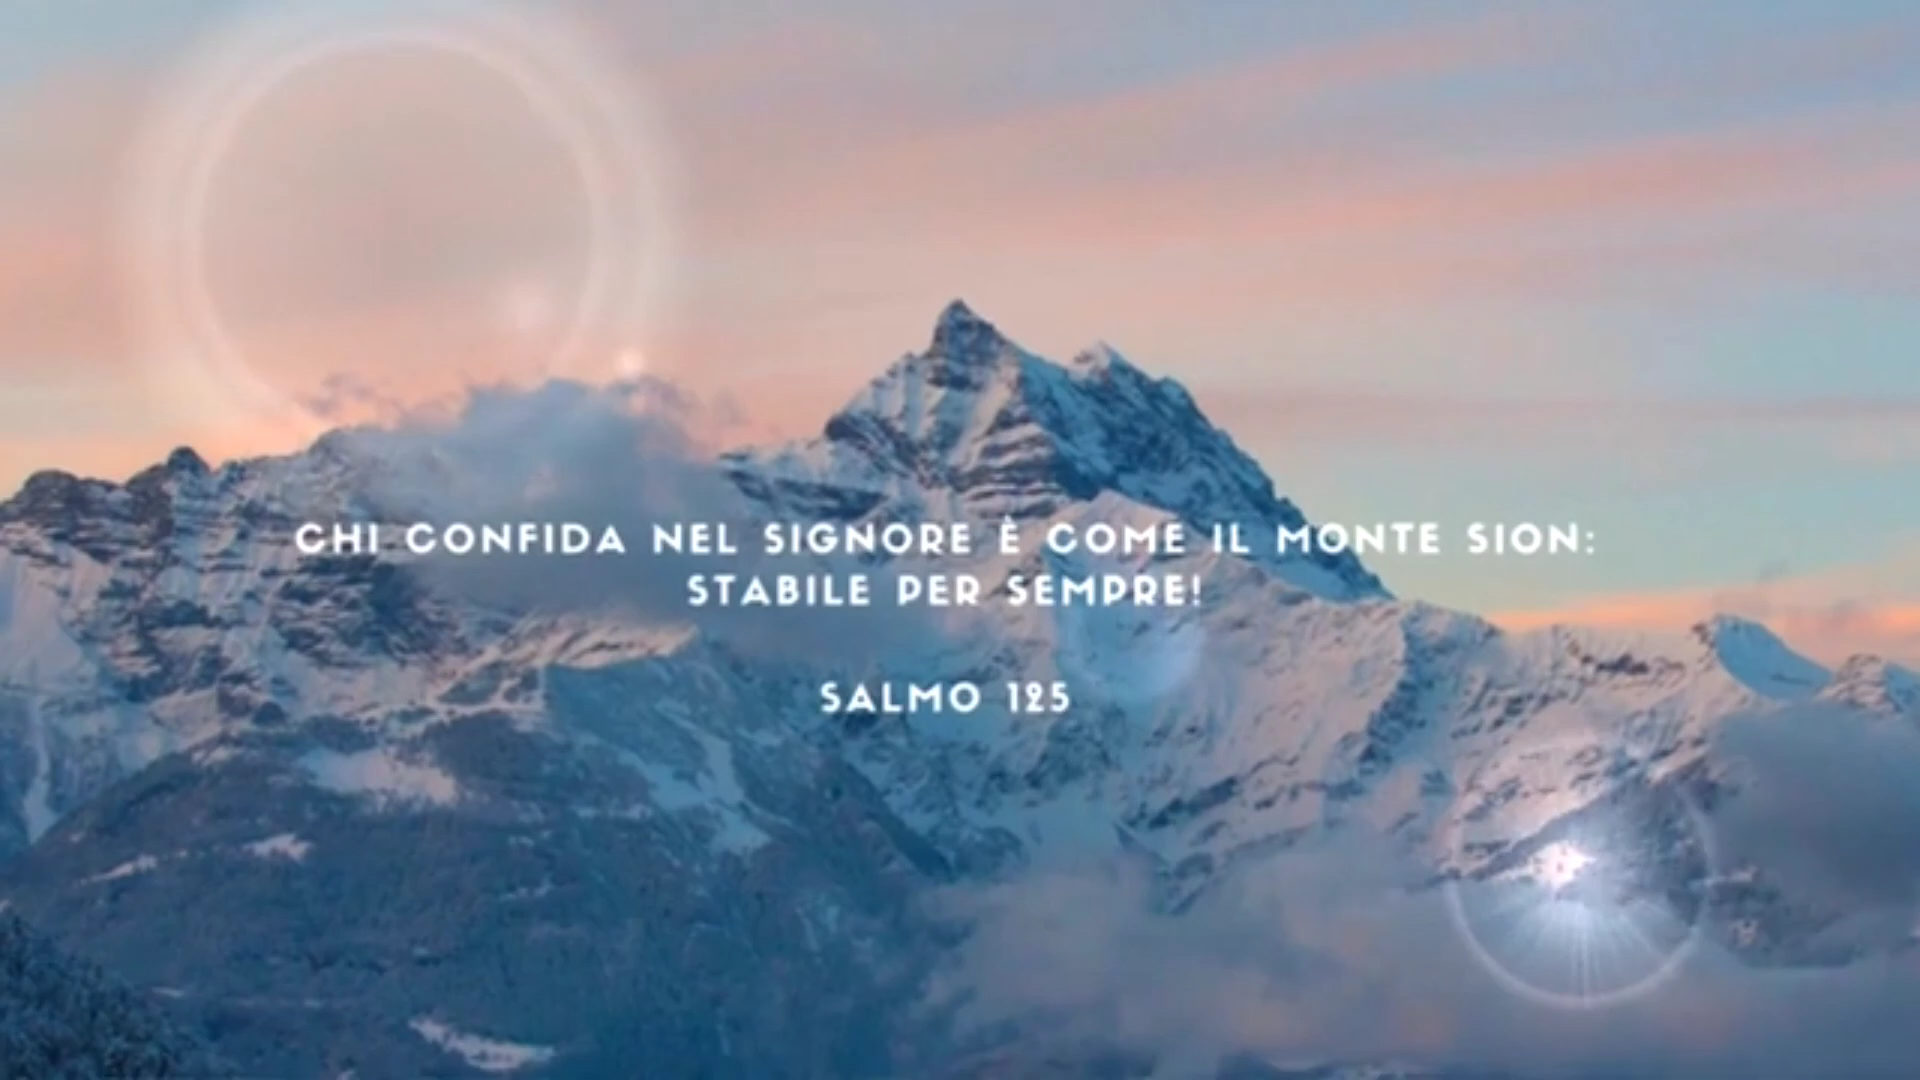 CHI CONFIDA NEL SIGNORE È COME IL MONTE SION:
STABILE PER SEMPRE!
SALMO 125